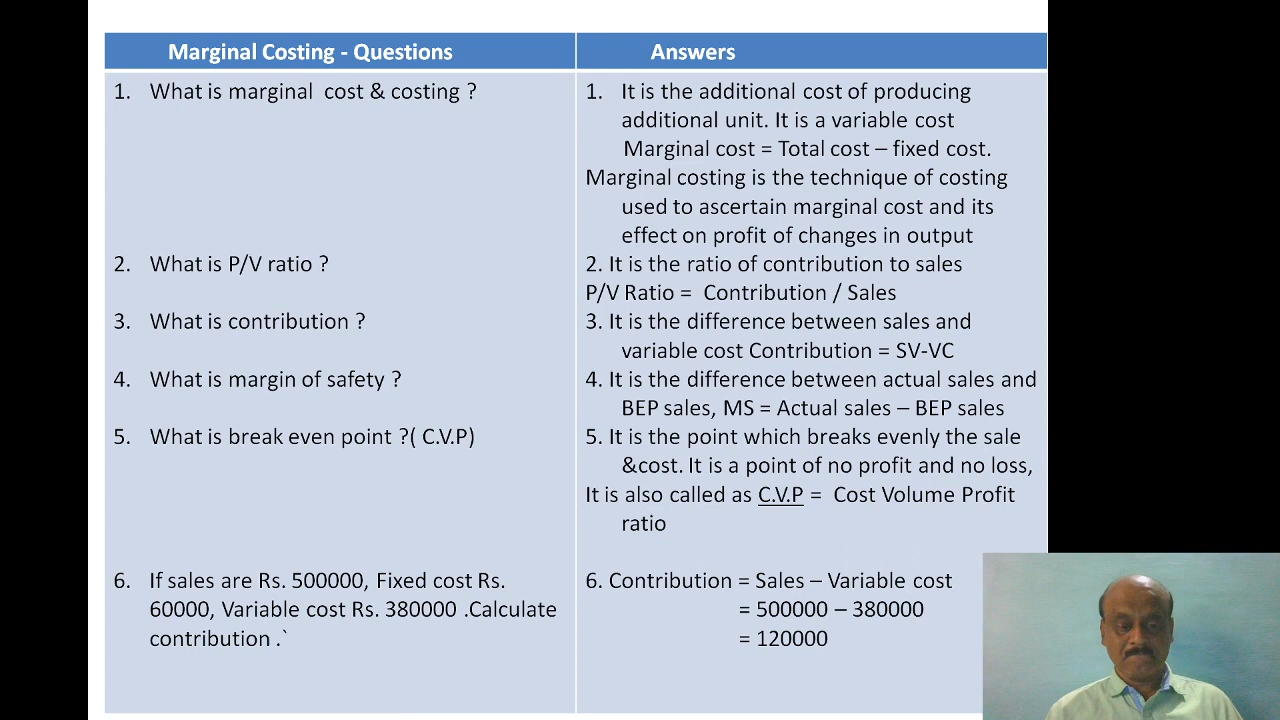 Marginal Costing - Questions
Answers
1. What is marginal cost & costing ?
1. It is the additional cost of producing
additional unit. It is a variable cost
Marginal cost = Total cost – fixed cost.
Marginal costing is the technique of costing
used to ascertain marginal cost and its
effect on profit of changes in output
2. What is P/V ratio ?
2. It is the ratio of contribution to sales
P/V Ratio = Contribution / Sales
3. What is contribution ?
3. It is the difference between sales and
variable cost Contribution = SV-VC
4. What is margin of safety ?
4. It is the difference between actual sales and
BEP sales, MS = Actual sales – BEP sales
5. What is break even point ?( C.V.P)
5. It is the point which breaks evenly the sale
&cost. It is a point of no profit and no loss,
It is also called as C.V.P = Cost Volume Profit
ratio
6. If sales are Rs. 500000, Fixed cost Rs.
60000, Variable cost Rs. 380000 .Calculate
contribution .`
6. Contribution = Sales – Variable cost
= 500000 – 380000
= 120000